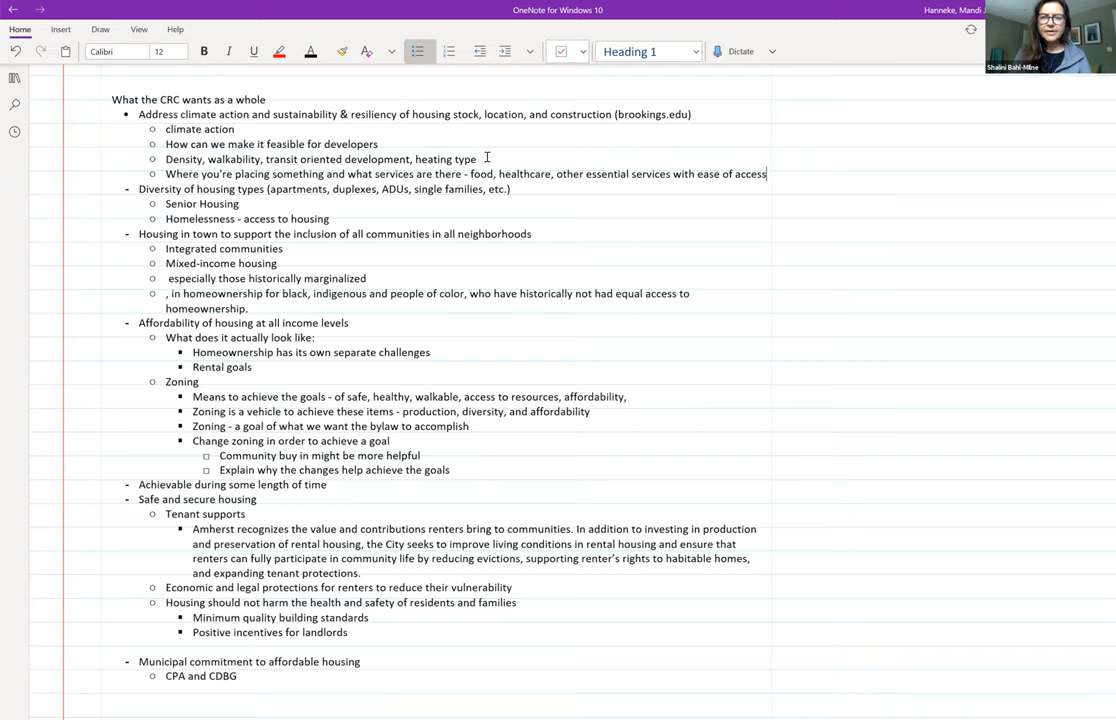 OneNote for Windows 10
Hanneke, Mandi J
Home Insert Draw View Help
Calibri 12 B I U A Heading 1 Dictate
Shalini Bahl-Milne
What the CRC wants as a whole
Address climate action and sustainability & resiliency of housing stock, location, and construction (brookings.edu)
climate action
How can we make it feasible for developers
Density, walkability, transit oriented development, heating type
Where you're placing something and what services are there - food, healthcare, other essential services with ease of access
- Diversity of housing types (apartments, duplexes, ADUs, single families, etc.)
Senior Housing
Homelessness - access to housing
- Housing in town to support the inclusion of all communities in all neighborhoods
Integrated communities
Mixed-income housing
especially those historically marginalized
, in homeownership for black, indigenous and people of color, who have historically not had equal access to
homeownership.
- Affordability of housing at all income levels
What does it actually look like:
Homeownership has its own separate challenges
Rental goals
Zoning
Means to achieve the goals - of safe, healthy, walkable, access to resources, affordability,
Zoning is a vehicle to achieve these items - production, diversity, and affordability
Zoning - a goal of what we want the bylaw to accomplish
Change zoning in order to achieve a goal
Community buy in might be more helpful
Explain why the changes help achieve the goals
- Achievable during some length of time
- Safe and secure housing
Tenant supports
Amherst recognizes the value and contributions renters bring to communities. In addition to investing in production
and preservation of rental housing, the City seeks to improve living conditions in rental housing and ensure that
renters can fully participate in community life by reducing evictions, supporting renter's rights to habitable homes,
and expanding tenant protections.
Economic and legal protections for renters to reduce their vulnerability
Housing should not harm the health and safety of residents and families
Minimum quality building standards
Positive incentives for landlords
- Municipal commitment to affordable housing
CPA and CDBG